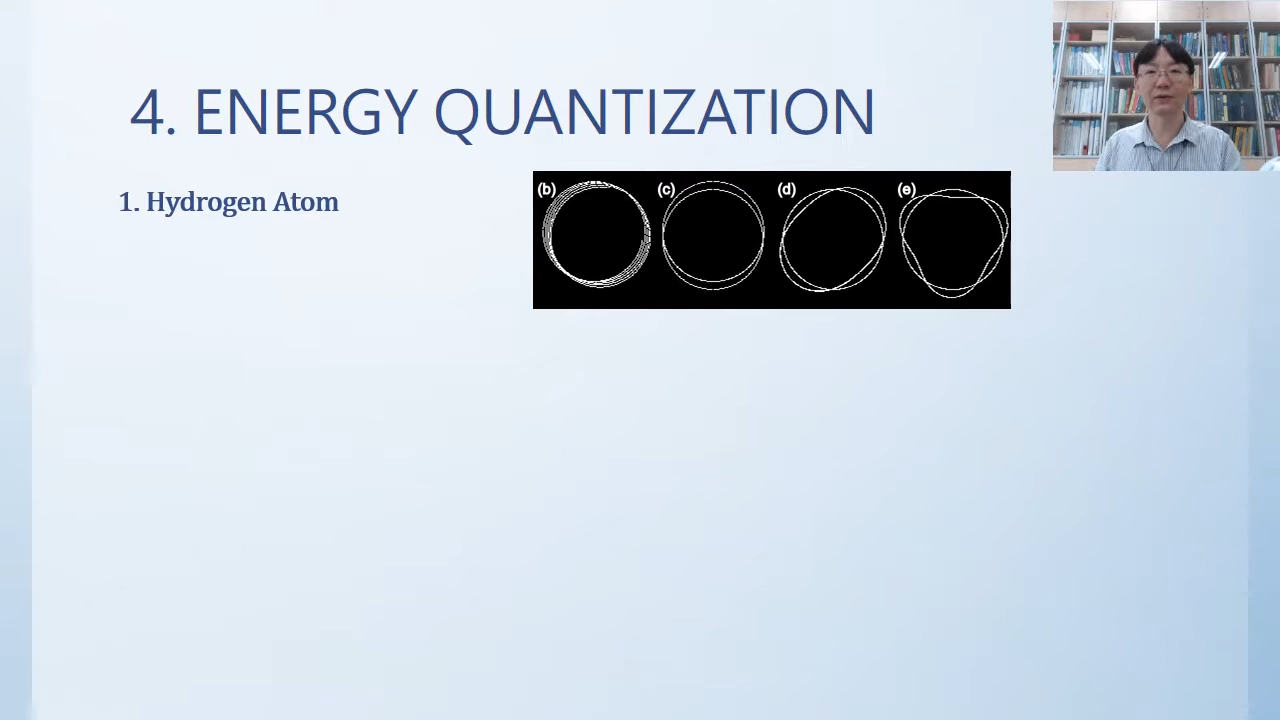 4. ENERGY QUANTIZATION
1. Hydrogen Atom
(b) (c) (d) (e)